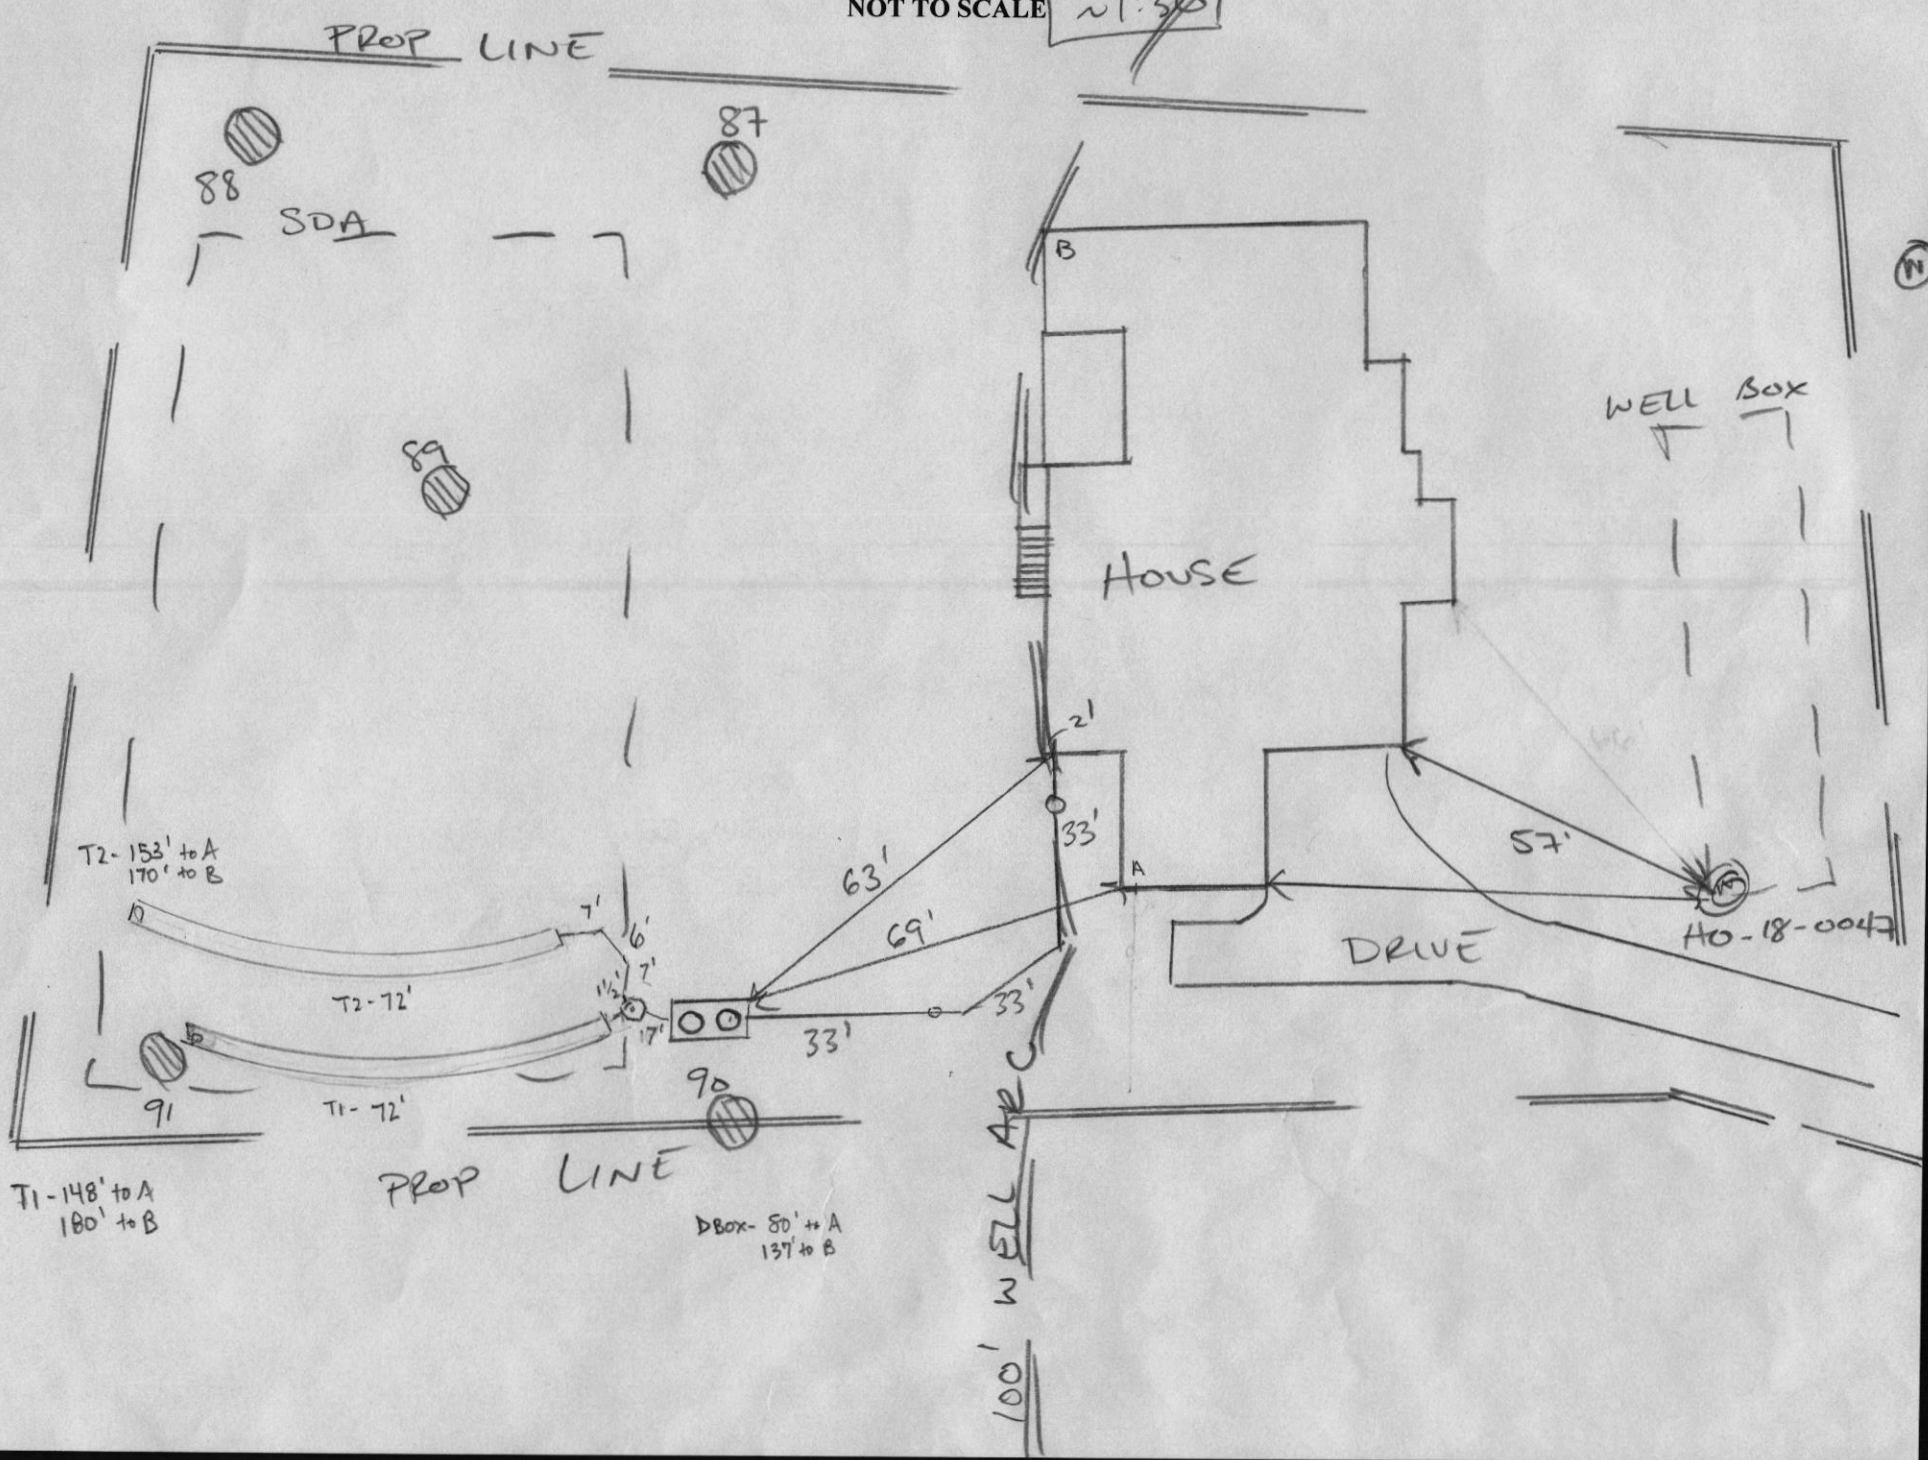 NOT TO SCALE
PROP LINE
87
88
SDA
B
WELL BOX
89
HOUSE
2'
33'
57'
63'
A
69'
T2- 153' to A
170' to B
7'
6'
7'
1 1/2'
T2-72'
17'
33'
33'
DRIVE
HO-18-0047
90
91
T1- 72'
PROP LINE
T1-148' to A
180' to B
DBOX- 80' to A
137' to B
100' WELL ARC